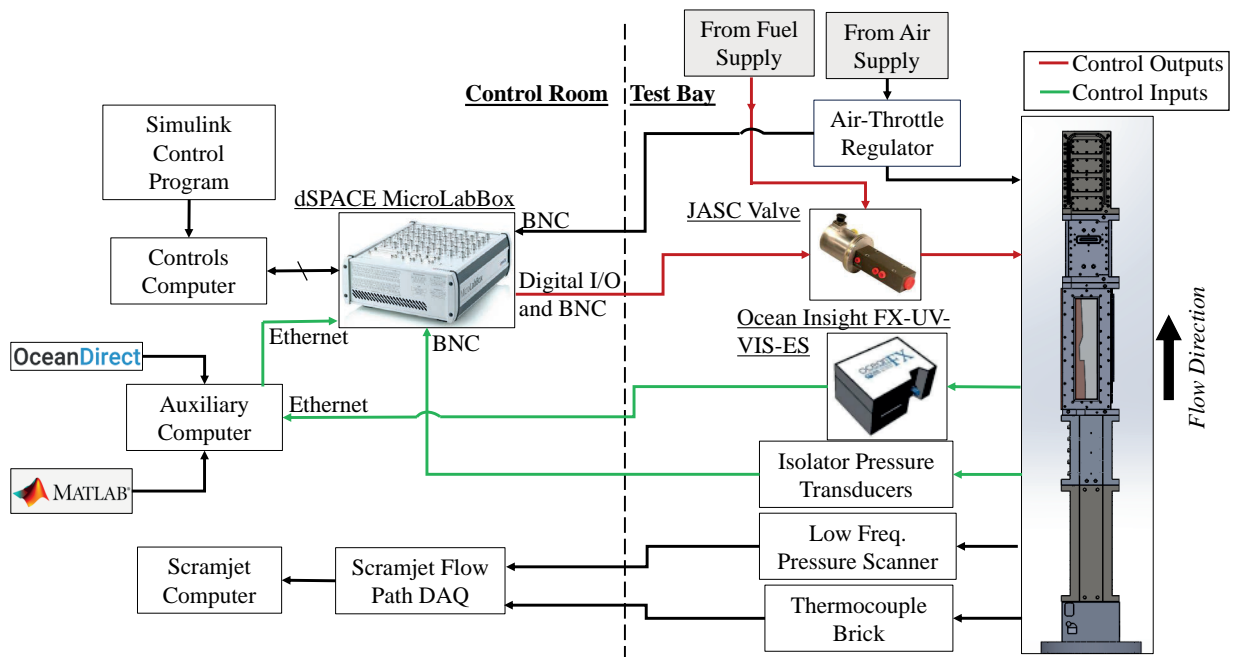 From Fuel
Supply
From Air
Supply
Control Outputs
Control Inputs
Control Room
Test Bay
Simulink
Control
Program
Air-Throttle
Regulator
dSPACE MicroLabBox
BNC
JASC Valve
Controls
Computer
Digital I/O
and BNC
Ocean Insight FX-UV-
VIS-ES
Ethernet
BNC
OceanDirect
OCEAN
FX
Flow Direction
Auxiliary
Computer
Ethernet
Isolator Pressure
Transducers
MATLAB®
Low Freq.
Pressure Scanner
Scramjet
Computer
Scramjet Flow
Path DAQ
Thermocouple
Brick